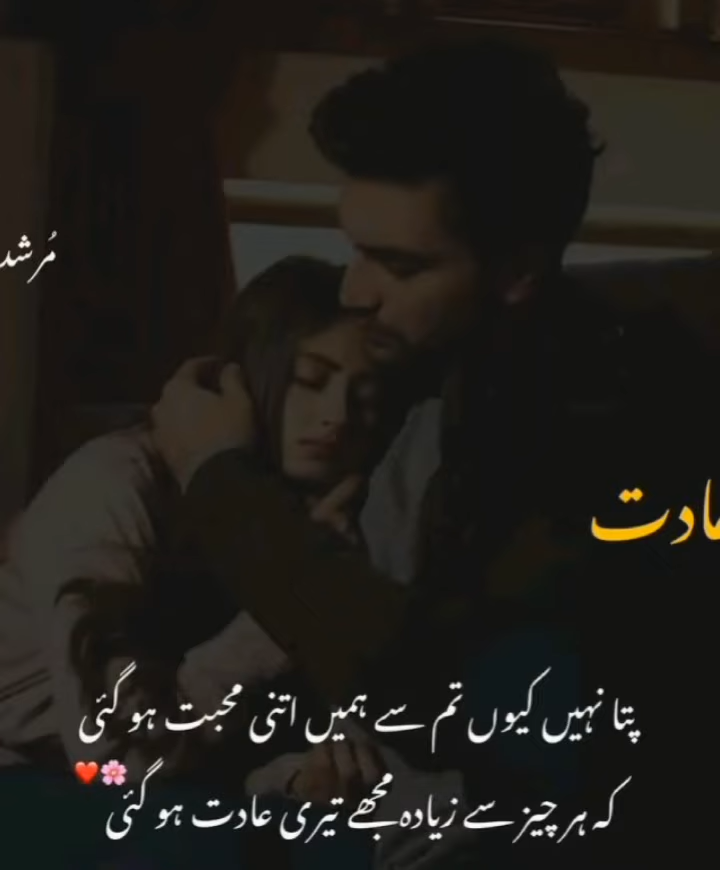 مُرشد
عادت
پتا نہیں کیوں تم سے ہمیں اتنی محبت ہو گئی
کہ ہر چیز سے زیادہ مجھے تیری عادت ہو گئی🌸❤️